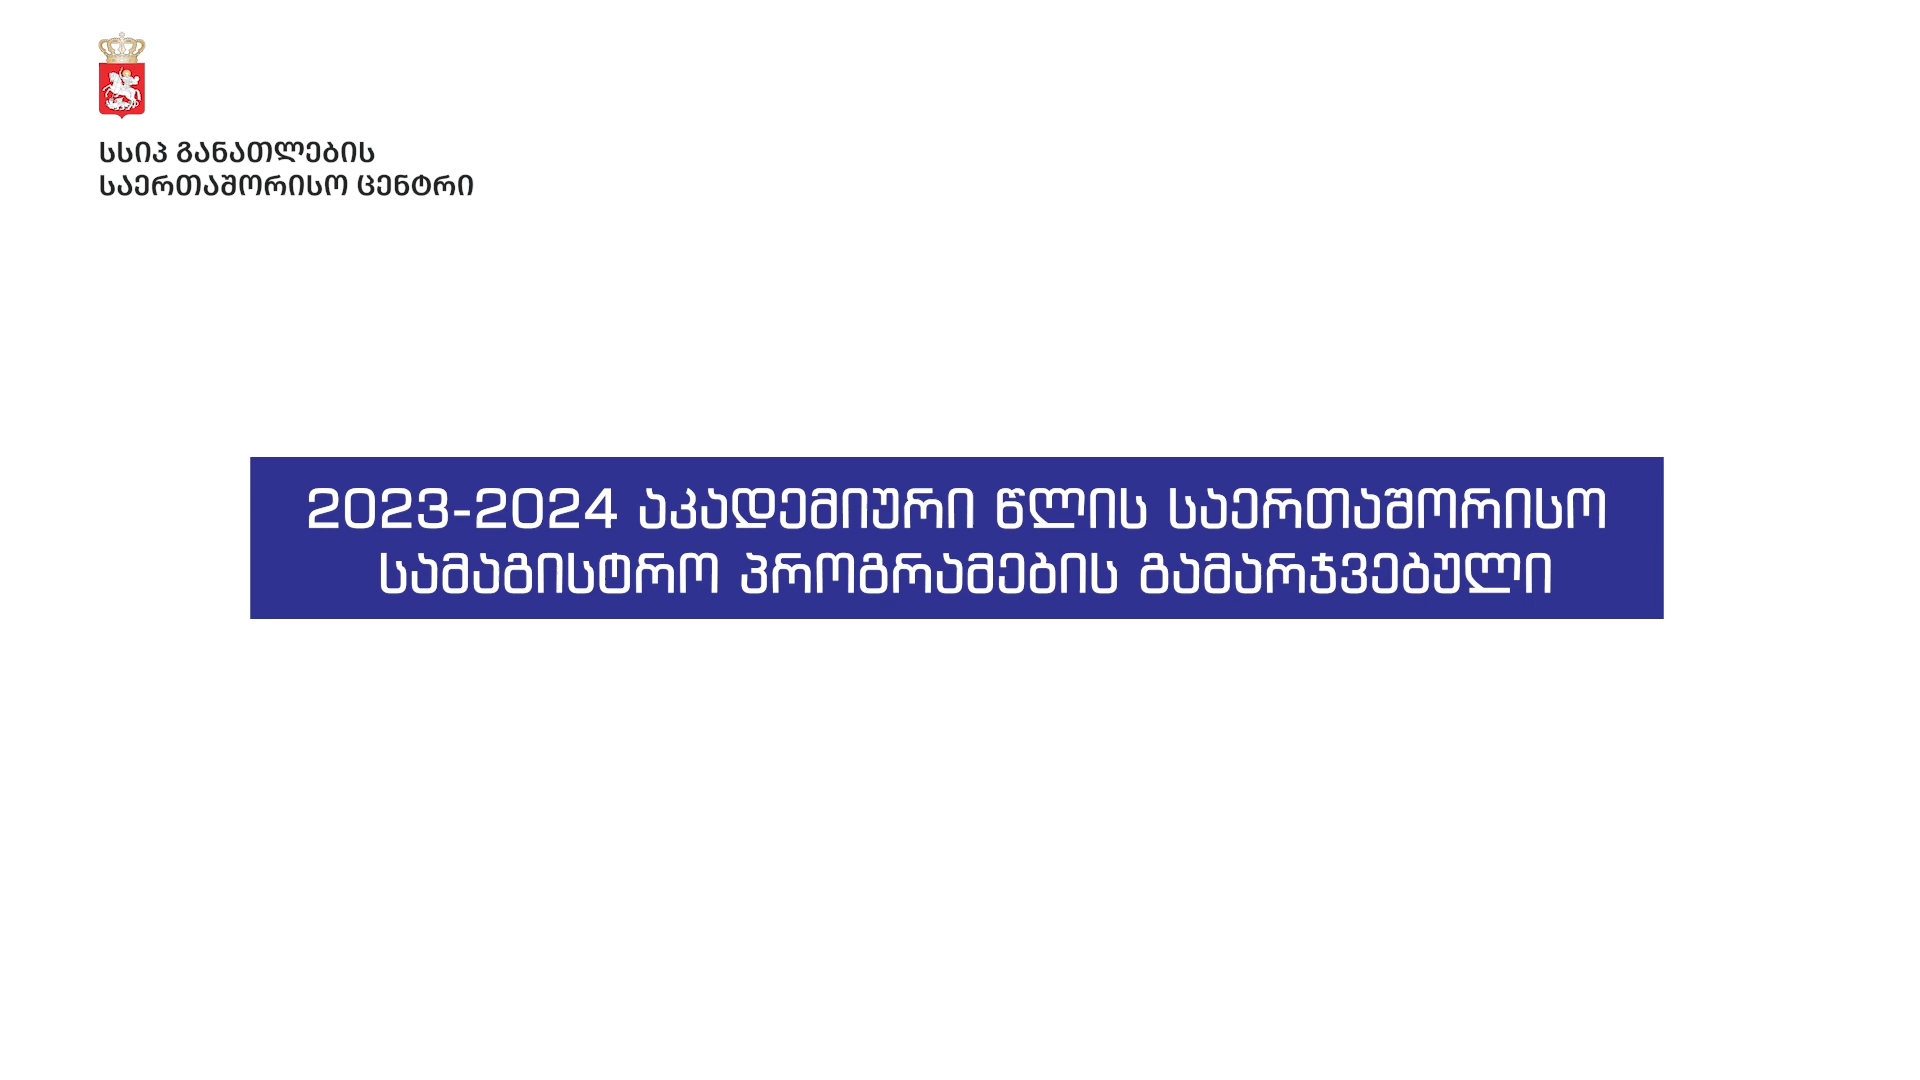 სსიპ განათლების
საერთაშორისო ცენტრი
2023-2024 აკადემიური წლის საერთაშორისო
სამაგისტრო პროგრამების გამარჯვებული